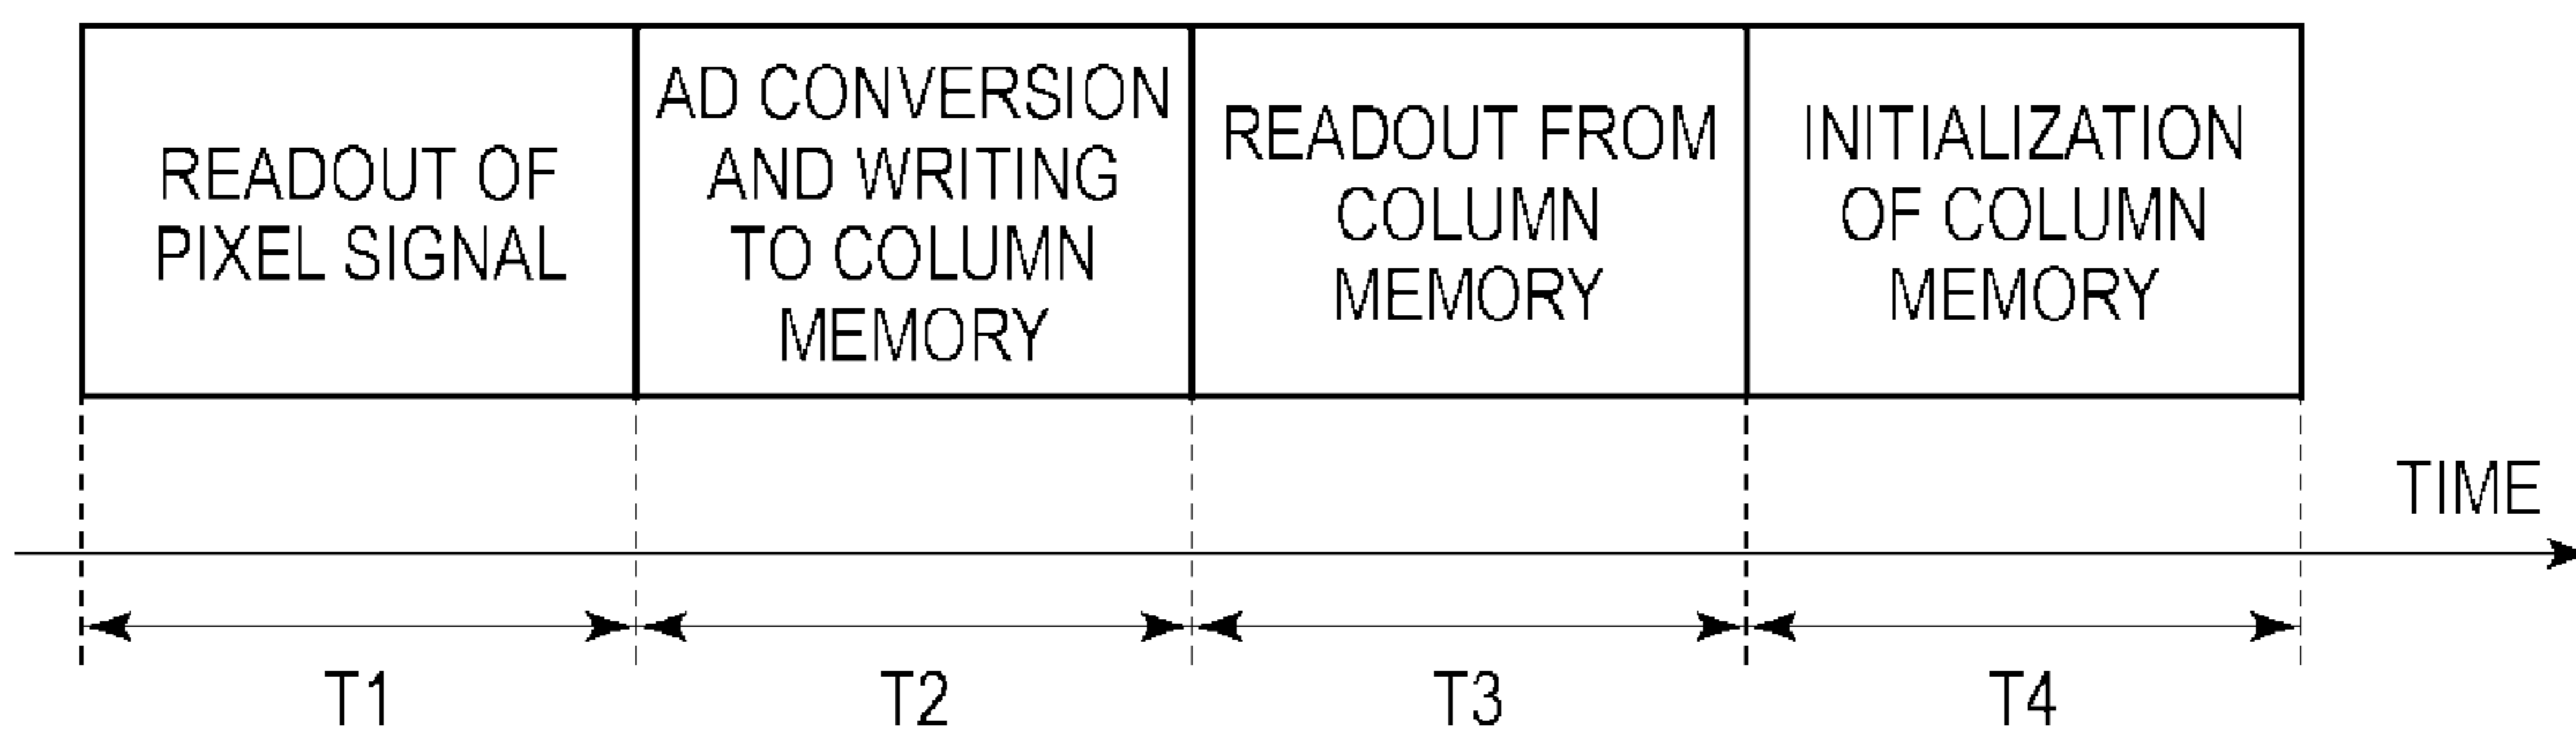 READOUT OF
PIXEL SIGNAL
AD CONVERSION
AND WRITING
TO COLUMN
MEMORY
READOUT FROM
COLUMN
MEMORY
INITIALIZATION
OF COLUMN
MEMORY
TIME
T1
T2
T3
T4